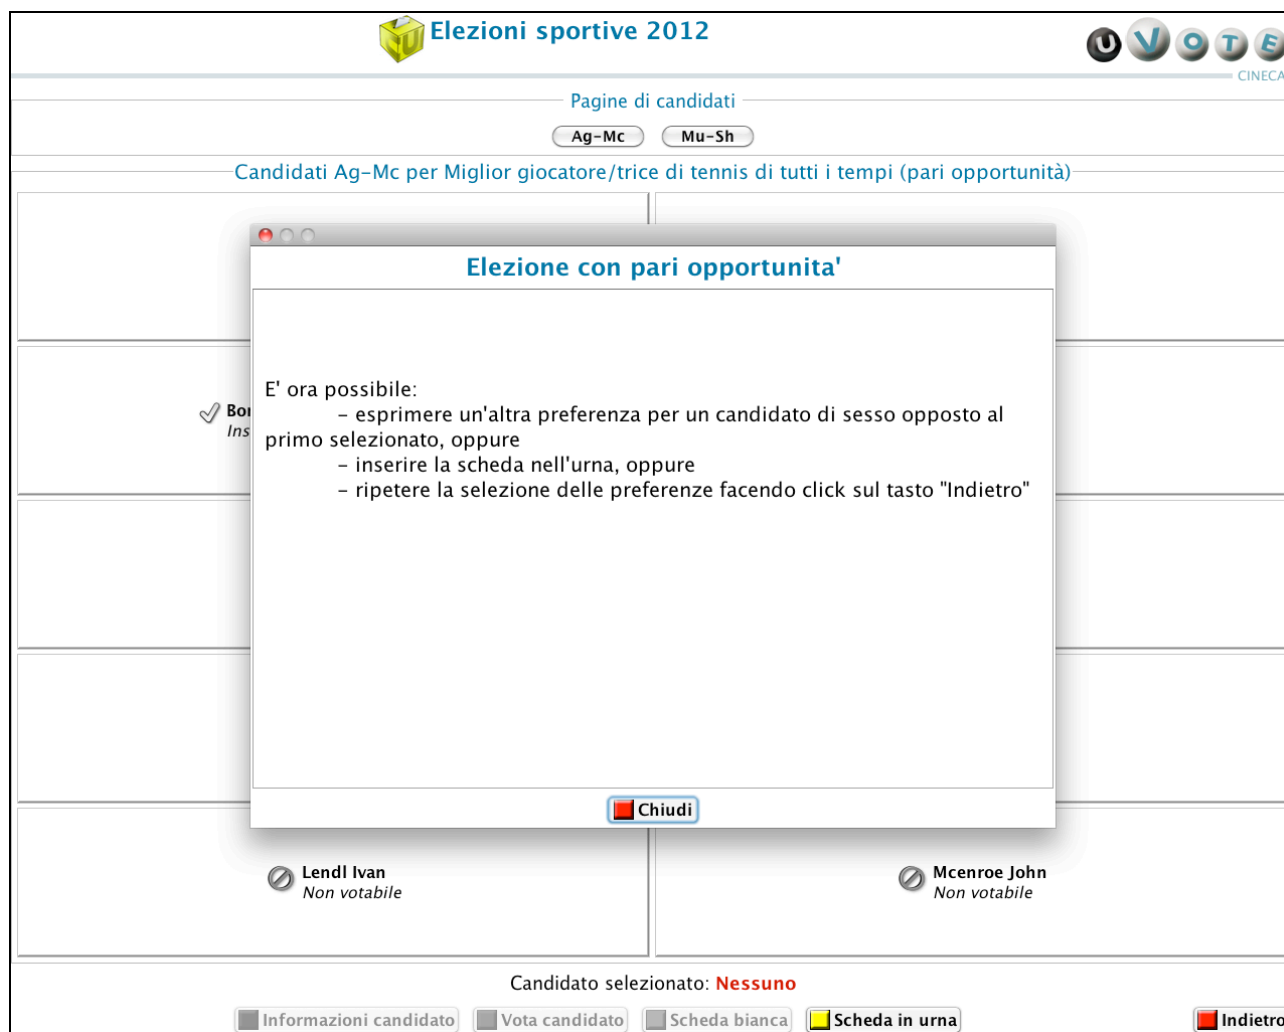 Elezioni sportive 2012
U VOTE
CINECA
Pagine di candidati
Ag-Mc Mu-Sh
Candidati Ag-Mc per Miglior giocatore/trice di tennis di tutti i tempi (pari opportunità)
Elezione con pari opportunita'
E' ora possibile:
- esprimere un'altra preferenza per un candidato di sesso opposto al
primo selezionato, oppure
- inserire la scheda nell'urna, oppure
- ripetere la selezione delle preferenze facendo click sul tasto "Indietro"
Chiudi
Lendl Ivan
Non votabile
Mcenroe John
Non votabile
Candidato selezionato: Nessuno
Informazioni candidato Vota candidato Scheda bianca Scheda in urna Indietro